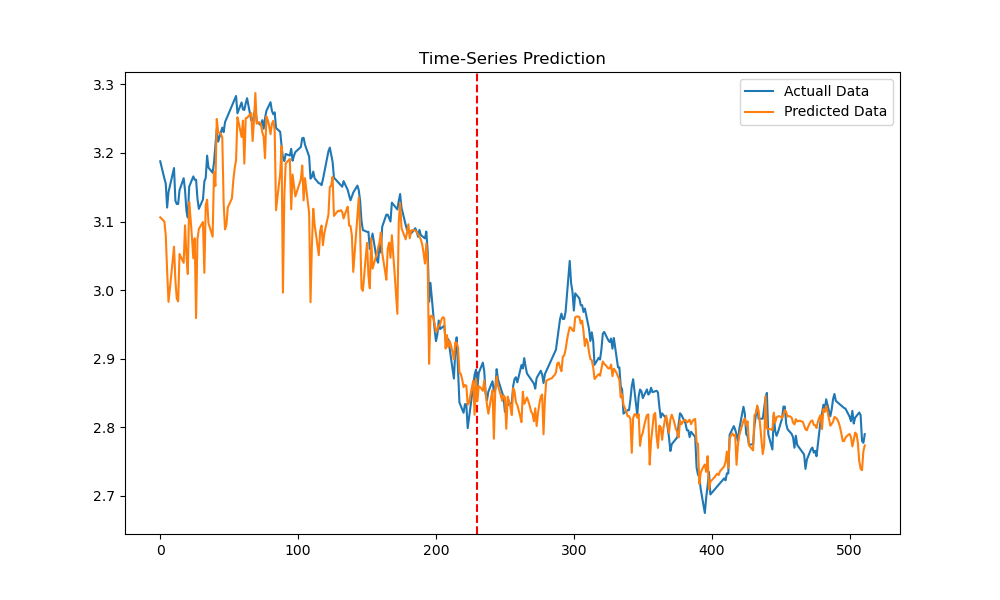 Time-Series Prediction
Actuall Data
Predicted Data
3.3
3.2
3.1
3.0
2.9
2.8
2.7
0 100 200 300 400 500